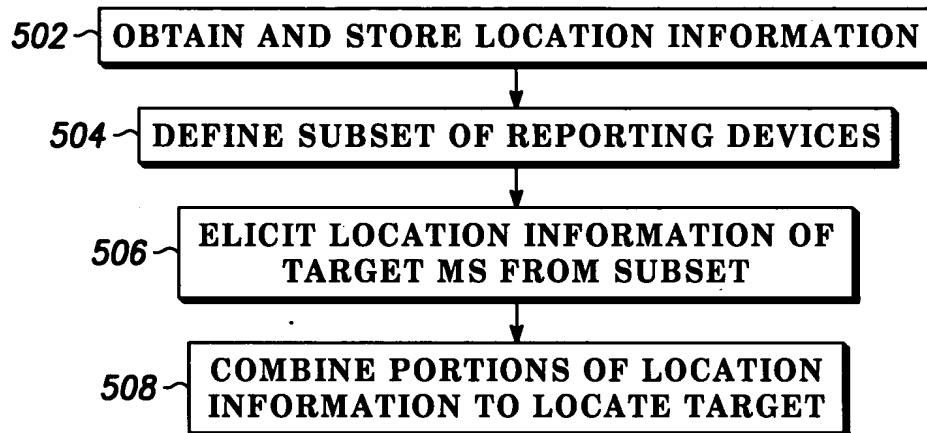 502 OBTAIN AND STORE LOCATION INFORMATION
504 DEFINE SUBSET OF REPORTING DEVICES
506 ELICIT LOCATION INFORMATION OF
TARGET MS FROM SUBSET
508 COMBINE PORTIONS OF LOCATION
INFORMATION TO LOCATE TARGET